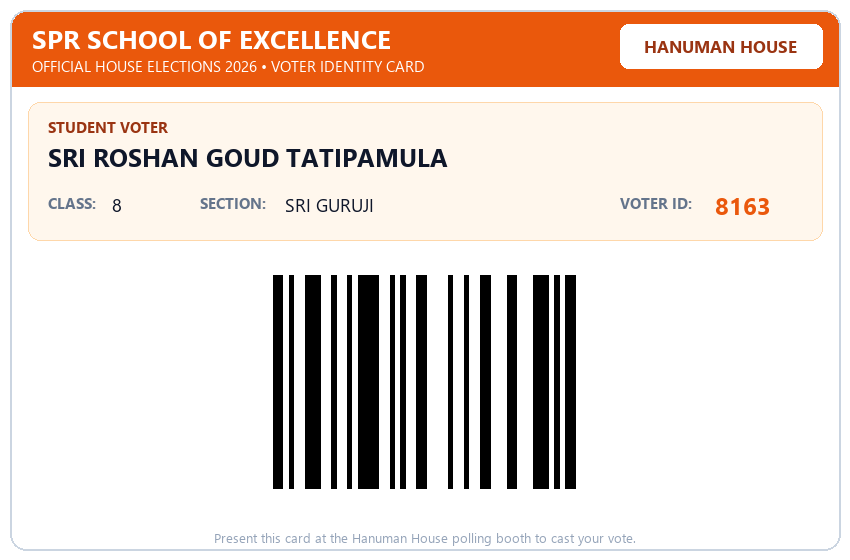 SPR SCHOOL OF EXCELLENCE
OFFICIAL HOUSE ELECTIONS 2026 • VOTER IDENTITY CARD
HANUMAN HOUSE
STUDENT VOTER
SRI ROSHAN GOUD TATIPAMULA
CLASS: 8 SECTION: SRI GURUJI VOTER ID: 8163
Present this card at the Hanuman House polling booth to cast your vote.